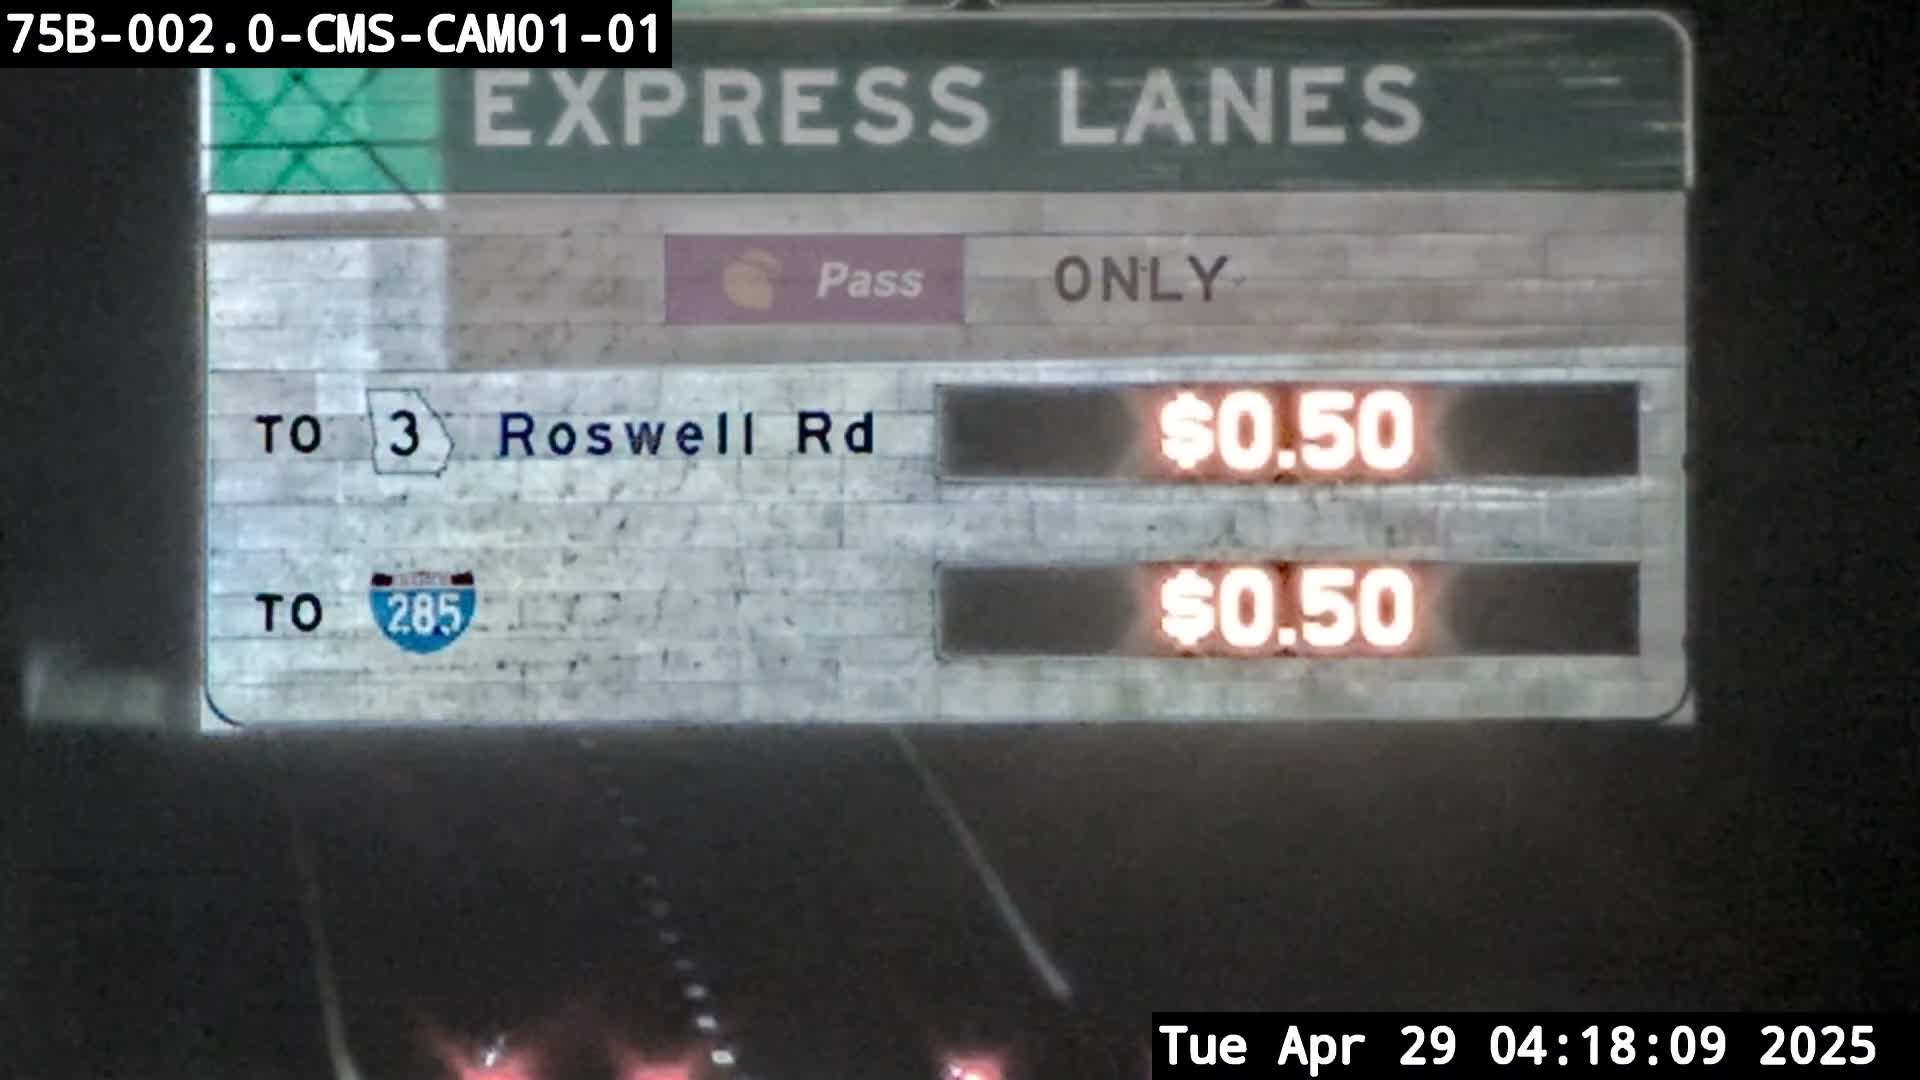 75B-002.0-CMS-CAM01-01
EXPRESS LANES
Pass ONLY
TO 3 Roswell Rd $0.50
TO 285 $0.50
Tue Apr 29 04:18:09 2025